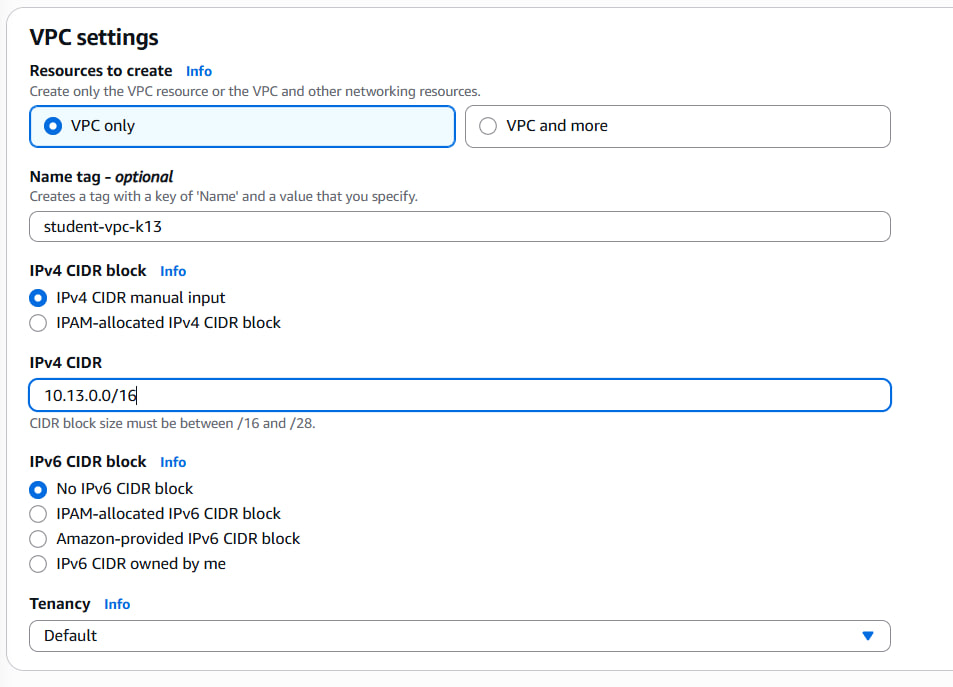 VPC settings
Resources to create Info
Create only the VPC resource or the VPC and other networking resources.
VPC only VPC and more
Name tag - optional
Creates a tag with a key of 'Name' and a value that you specify.
student-vpc-k13
IPv4 CIDR block Info
IPv4 CIDR manual input
IPAM-allocated IPv4 CIDR block
IPv4 CIDR
10.13.0.0/16
CIDR block size must be between /16 and /28.
IPv6 CIDR block Info
No IPv6 CIDR block
IPAM-allocated IPv6 CIDR block
Amazon-provided IPv6 CIDR block
IPv6 CIDR owned by me
Tenancy Info
Default